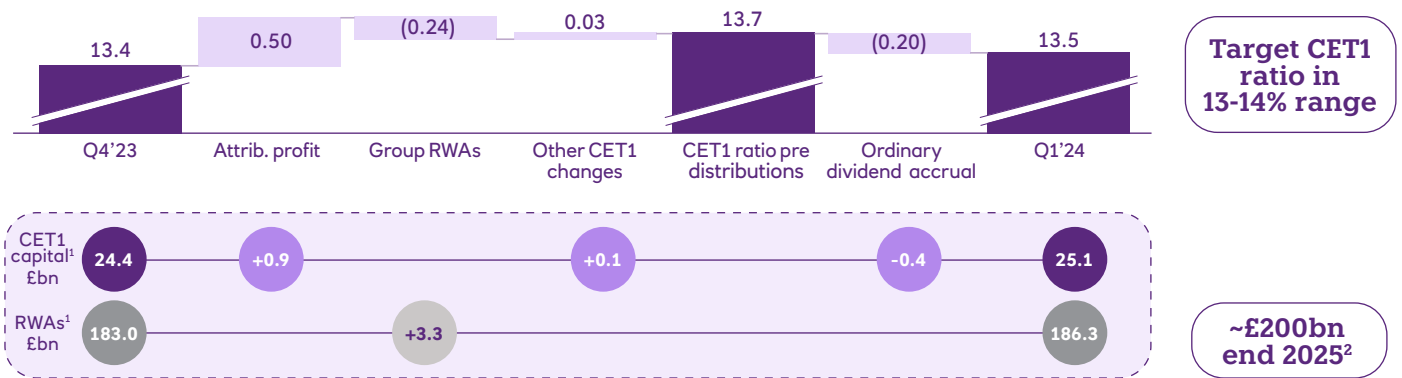 13.4
0.50
(0.24)
0.03
13.7
(0.20)
13.5
Q4'23
Attrib. profit
Group RWAs
Other CET1
changes
CET1 ratio pre
distributions
Ordinary
dividend accrual
Q1'24
Target CET1
ratio in
13-14% range
CET1
capital¹
£bn
24.4
+0.9
+0.1
-0.4
25.1
RWAs¹
£bn
183.0
+3.3
186.3
~£200bn
end 2025²